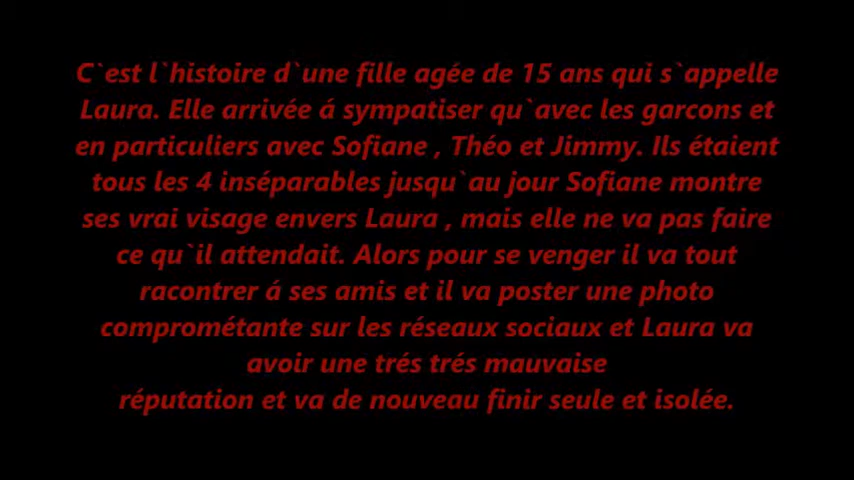 C`est l`histoire d`une fille agée de 15 ans qui s`appelle
Laura. Elle arrivée á sympatiser qu`avec les garcons et
en particuliers avec Sofiane , Théo et Jimmy. Ils étaient
tous les 4 inséparables jusqu`au jour Sofiane montre
ses vrai visage envers Laura , mais elle ne va pas faire
ce qu`il attendait. Alors pour se venger il va tout
racontrer á ses amis et il va poster une photo
comprométante sur les réseaux sociaux et Laura va
avoir une trés trés mauvaise
réputation et va de nouveau finir seule et isolée.